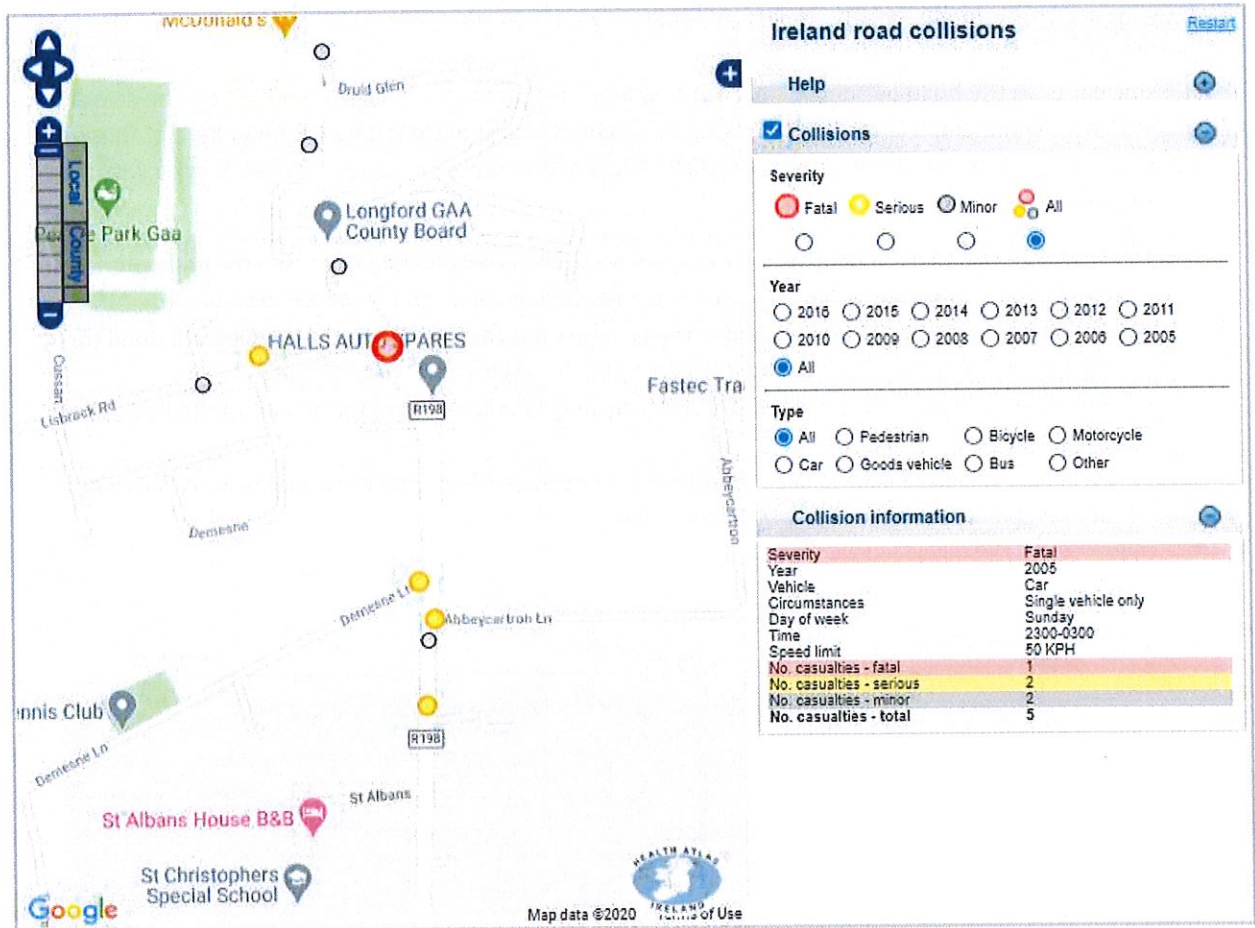 McDonald's
Druid Glen
Local
County
Longford GAA
County Board
Park Gaa
HALLS AUTO SPARES
Lisbrack Rd
R198
Fastec Tra
Abbeycartron
Demesne
Demesne Ln
Abbeycartron Ln
nnis Club
R198
Demesne Ln
St Albans
St Albans House B&B
St Christophers
Special School
HEALTH ATLAS
IRELAND
Google
Map data ©2020
of Use
Ireland road collisions
Restart
Help
Collisions
Severity
Fatal Serious Minor All
Year
2016 2015 2014 2013 2012 2011
2010 2009 2008 2007 2006 2005
All
Type
All Pedestrian Bicycle Motorcycle
Car Goods vehicle Bus Other
Collision information
Severity Fatal
Year 2005
Vehicle Car
Circumstances Single vehicle only
Day of week Sunday
Time 2300-0300
Speed limit 50 KPH
No. casualties - fatal 1
No. casualties - serious 2
No. casualties - minor 2
No. casualties - total 5